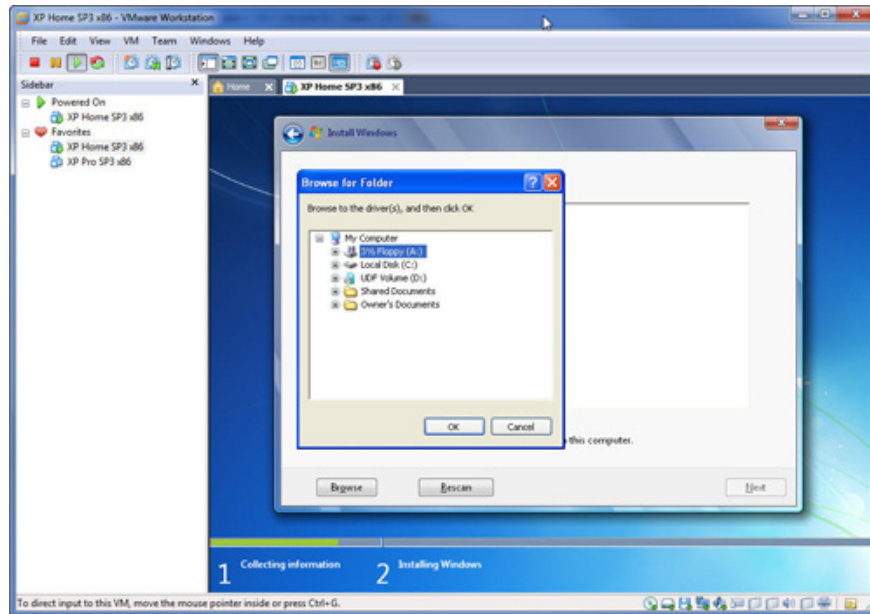 XP Home SP3 x86 - VMware Workstation
File Edit View VM Team Windows Help
Sidebar
Powered On
XP Home SP3 x86
Favorites
XP Home SP3 x86
XP Pro SP3 x86
Home
XP Home SP3 x86
Install Windows
Browse for Folder
Browse to the driver(s), and then click OK
My Computer
3½ Floppy (A:)
Local Disk (C:)
UDF Volume (D:)
Shared Documents
Owner's Documents
OK Cancel
this computer.
Browse Rescan Next
1 Collecting information
2 Installing Windows
To direct input to this VM, move the mouse pointer inside or press Ctrl+G.